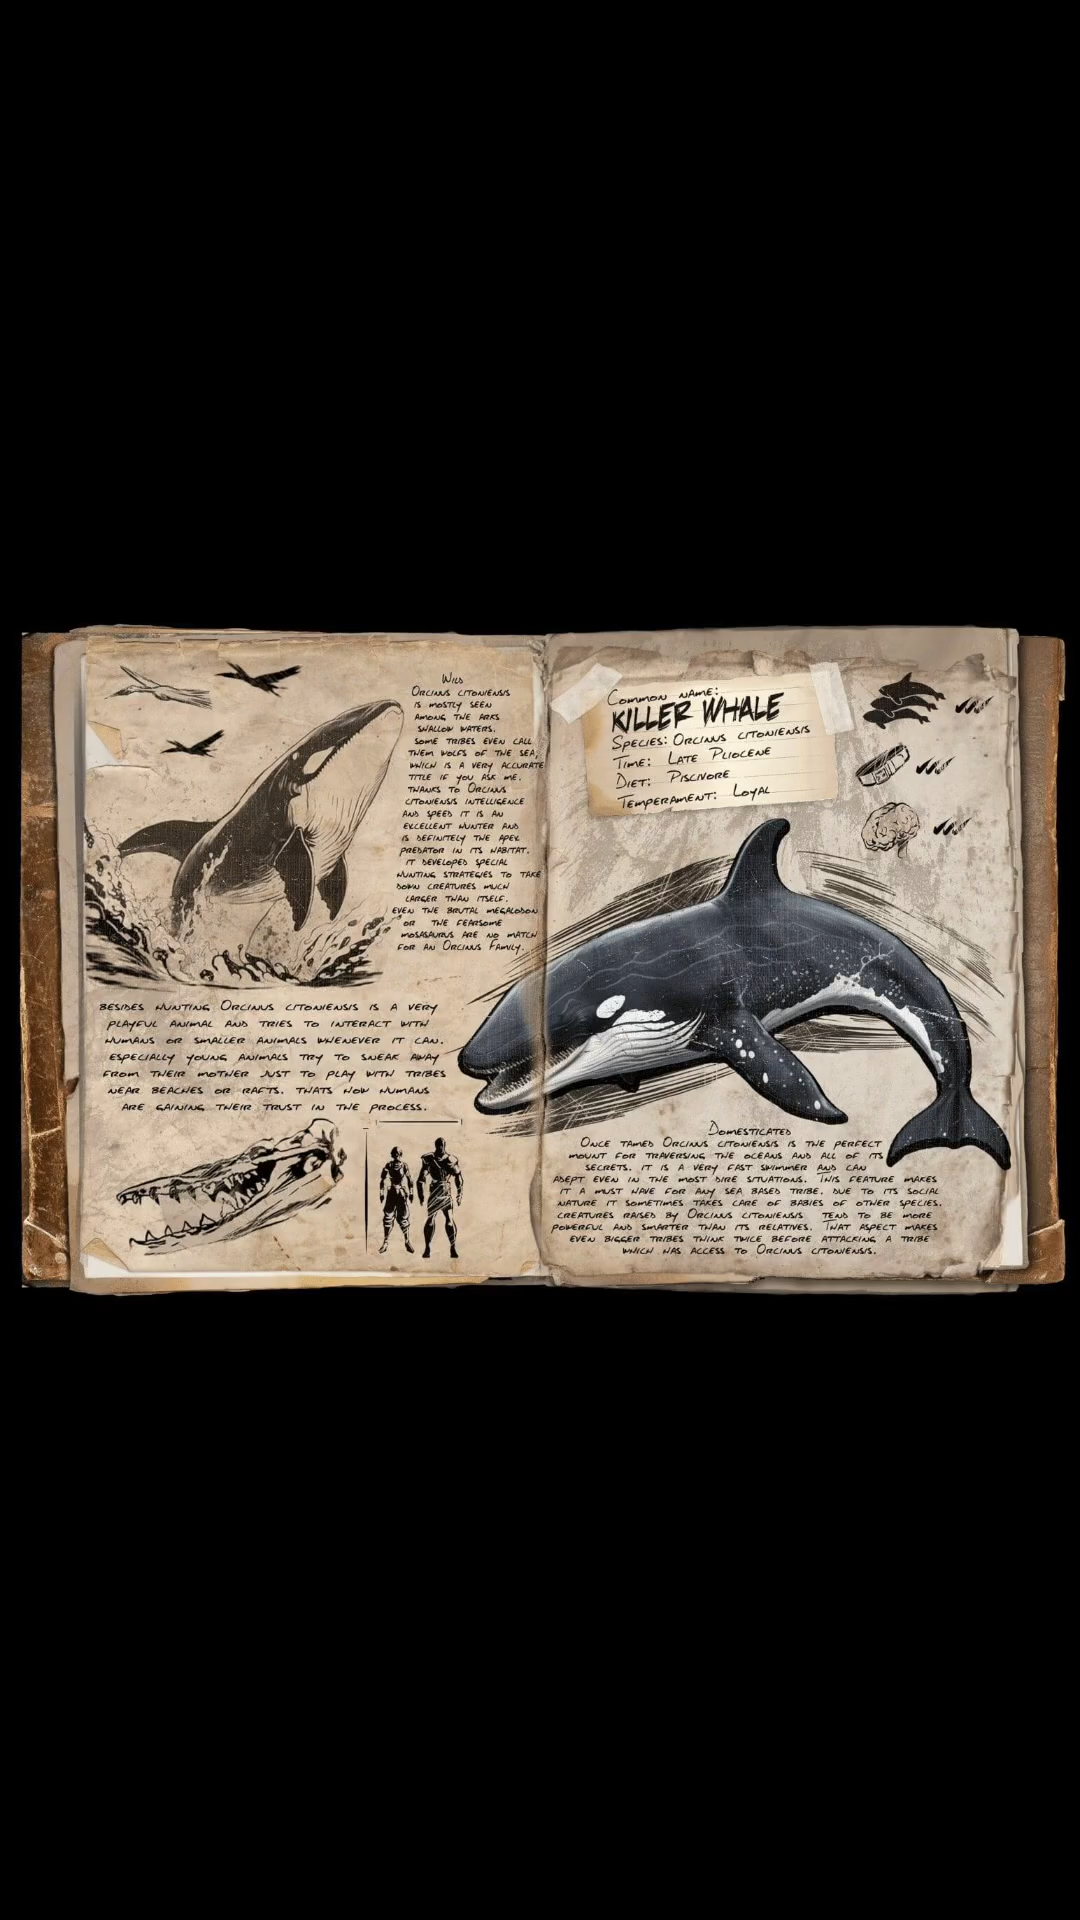 Wild
Orcinus citoniensis
is mostly seen
among the arks
shallow waters.
Some tribes even call
them wolfs of the sea,
which is a very accurate
title if you ask me.
Thanks to Orcinus
citoniensis intelligence
and speed it is an
excellent hunter and
is definitely the apex
predator in its habitat.
It developed special
hunting strategies to take
down creatures much
larger than itself.
Even the brutal megalodon
or the fearsome
mosasaurus are no match
for an Orcinus Family.
Besides hunting Orcinus citoniensis is a very
playful animal and tries to interact with
humans or smaller animals whenever it can.
Especially young animals try to sneak away
from their mother just to play with tribes
near beaches or rafts. Thats how humans
are gaining their trust in the process.
Common name:
KILLER WHALE
Species: Orcinus citoniensis
Time: Late Pliocene
Diet: Piscivore
Temperament: Loyal
Domesticated
Once tamed Orcinus citoniensis is the perfect
mount for traversing the oceans and all of its
secrets. It is a very fast swimmer and can
adept even in the most dire situations. This feature makes
it a must have for any sea based tribe. Due to its social
nature it sometimes takes care of babies of other species.
Creatures raised by Orcinus citoniensis tend to be more
powerful and smarter than its relatives. That aspect makes
even bigger tribes think twice before attacking a tribe
which has access to Orcinus citoniensis.